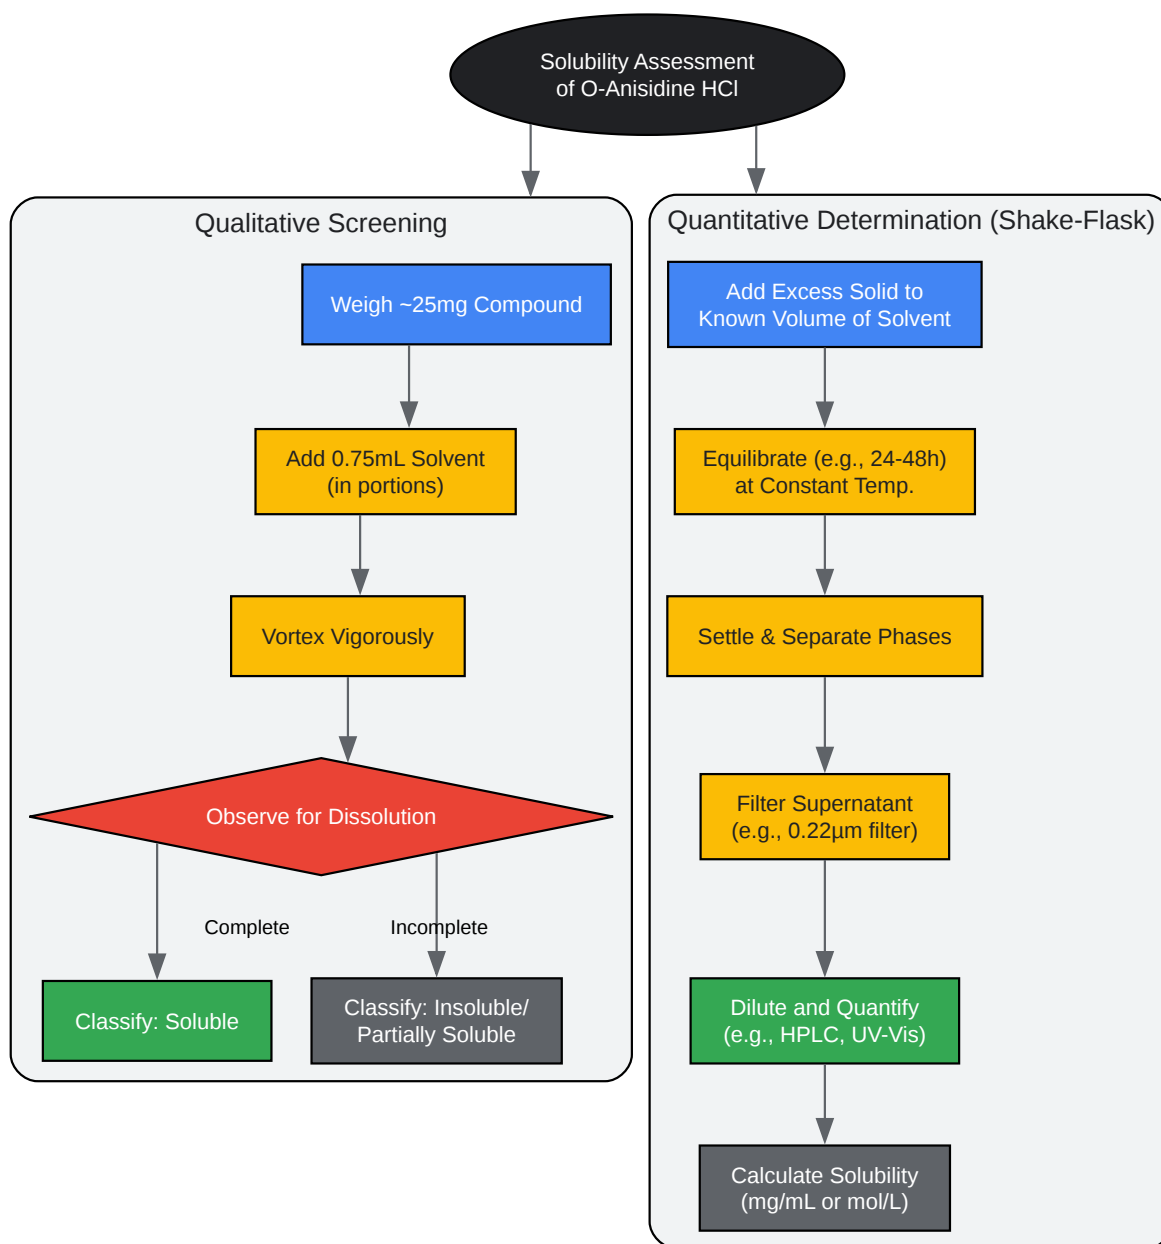 Solubility Assessment
of O-Anisidine HCl
Qualitative Screening
Weigh ~25mg Compound
Add 0.75mL Solvent
(in portions)
Vortex Vigorously
Observe for Dissolution
Complete
Incomplete
Classify: Soluble
Classify: Insoluble/
Partially Soluble
Quantitative Determination (Shake-Flask)
Add Excess Solid to
Known Volume of Solvent
Equilibrate (e.g., 24-48h)
at Constant Temp.
Settle & Separate Phases
Filter Supernatant
(e.g., 0.22µm filter)
Dilute and Quantify
(e.g., HPLC, UV-Vis)
Calculate Solubility
(mg/mL or mol/L)